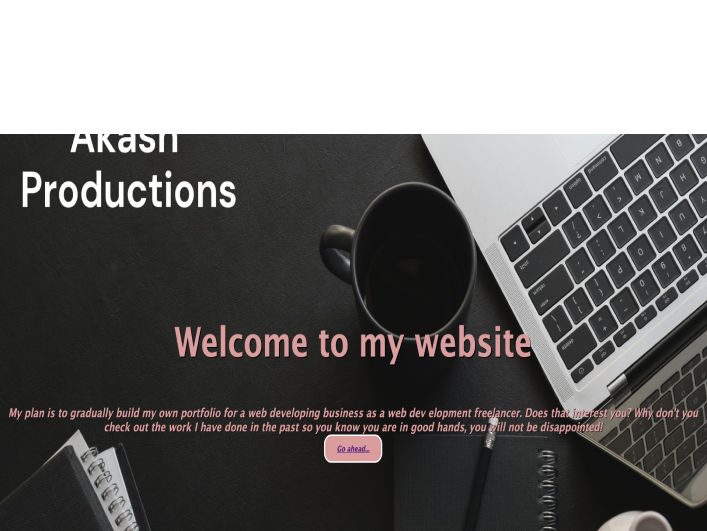 Akash
Productions
Welcome to my website
My plan is to gradually build my own portfolio for a web developing business as a web dev elopment freelancer. Does that interest you? Why don't you
check out the work I have done in the past so you know you are in good hands, you will not be disappointed!
Go ahead...